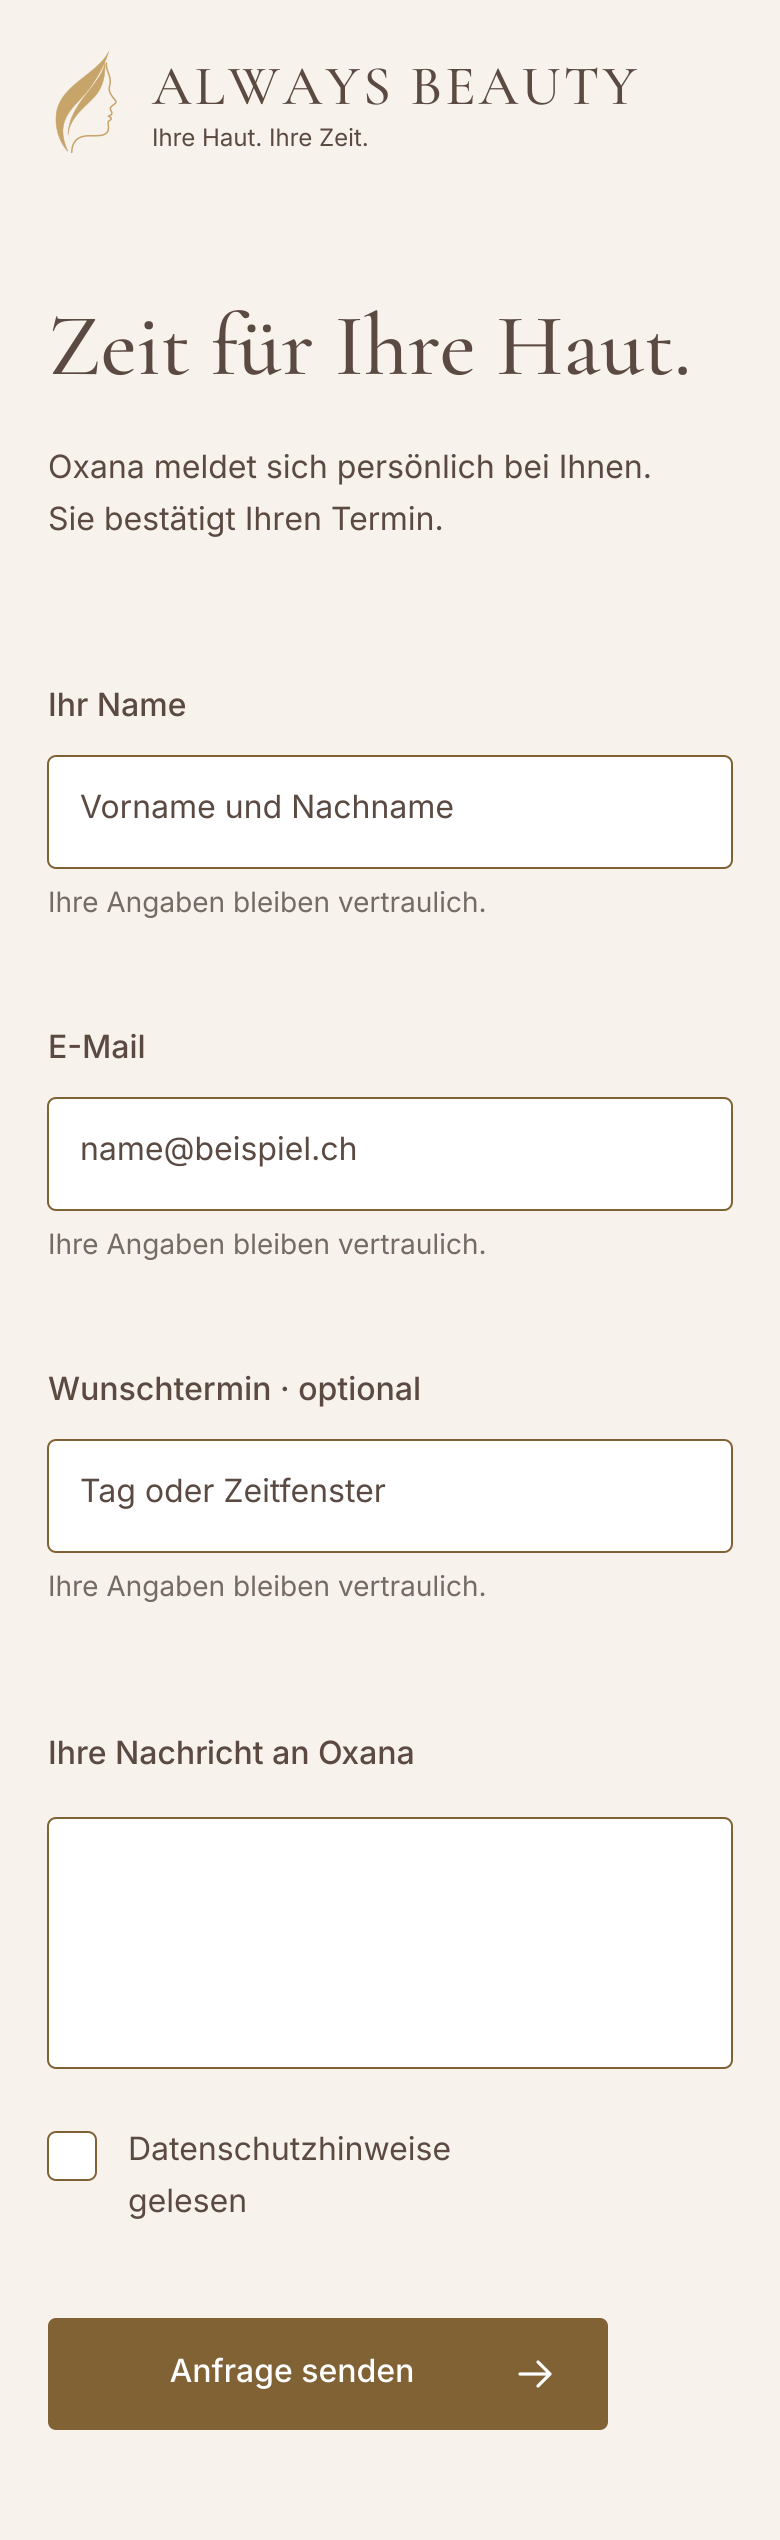 ALWAYS BEAUTY
Ihre Haut. Ihre Zeit.
Zeit für Ihre Haut.
Oxana meldet sich persönlich bei Ihnen.
Sie bestätigt Ihren Termin.
Ihr Name
Vorname und Nachname
Ihre Angaben bleiben vertraulich.
E-Mail
name@beispiel.ch
Ihre Angaben bleiben vertraulich.
Wunschtermin · optional
Tag oder Zeitfenster
Ihre Angaben bleiben vertraulich.
Ihre Nachricht an Oxana
Datenschutzhinweise
gelesen
Anfrage senden →